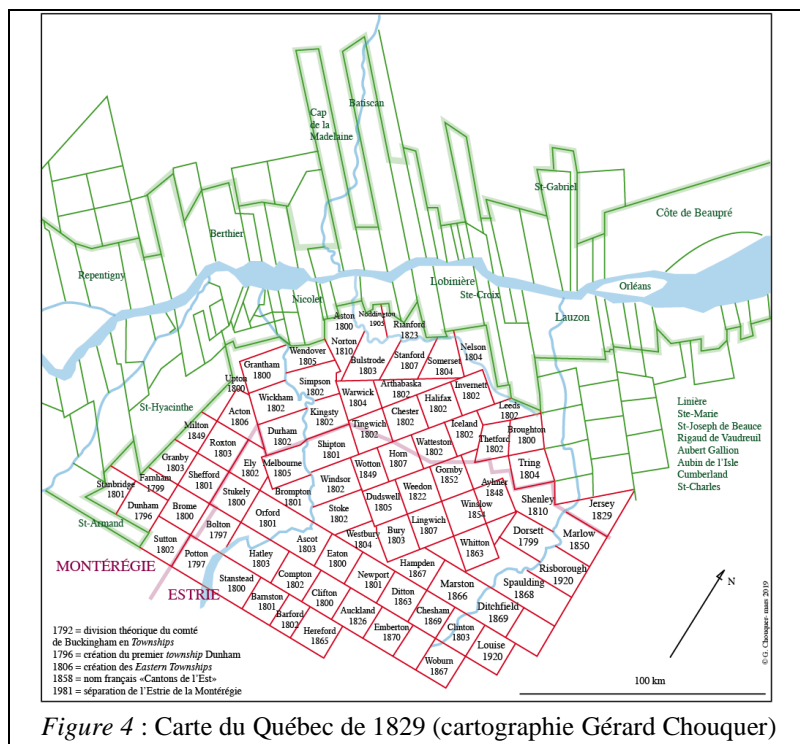 Cap
de la
Madelaine
Batiscan
St-Gabriel
Côte de Beaupré
Berthier
Repentigny
Nicolet
Lobinière
Ste-Croix
Orléans
Lauzon
Aston
1800
Noddington
1903
Rianford
1823
Wendover
1805
Norton
1810
Bulstrode
1803
Stanford
1807
Somerset
1804
Nelson
1804
Grantham
1800
Upton
1800
Simpson
1802
Warwick
1804
Arthabaska
1802
Halifax
1802
Invernett
1802
Leeds
1802
St-Hyacinthe
Acton
1806
Wickham
1802
Kingsty
1802
Tingwich
1802
Chester
1802
Iceland
1802
Thetford
1802
Broughton
1800
Milton
1849
Roxton
1803
Durham
1802
Shipton
1801
Horn
1807
Watteston
1802
Tring
1804
Linière
Ste-Marie
St-Joseph de Beauce
Rigaud de Vaudreuil
Aubert Gallion
Aubin de l'Isle
Cumberland
St-Charles
Granby
1803
Shefford
1801
Ely
1802
Melbourne
1805
Windsor
1802
Wotton
1849
Weedon
1822
Gornby
1852
Aylmer
1848
Stanbridge
1801
Farnham
1799
Dunham
1796
Brome
1800
Stukely
1800
Brompton
1801
Stoke
1802
Dudswell
1805
Lingwich
1807
Winslow
1854
Shenley
1810
Jersey
1829
St-Armand
Sutton
1802
Bolton
1797
Orford
1801
Westbury
1804
Bury
1803
Whitton
1863
Dorsett
1799
Marlow
1850
Potton
1797
Hatley
1803
Ascot
1803
Eaton
1800
Newport
1801
Hampden
1867
Marston
1866
Spaulding
1868
Risborough
1920
MONTÉRÉGIE
ESTRIE
Stanstead
1800
Compton
1802
Clifton
1800
Auckland
1826
Ditton
1863
Chesham
1869
Ditchfield
1869
Barnston
1801
Barford
1802
Hereford
1865
Emberton
1870
Clinton
1803
Louise
1920
Woburn
1867
N
1792 = division théorique du comté
de Buckingham en Townships
1796 = création du premier township Dunham
1806 = création des Eastern Townships
1858 = nom français «Cantons de l'Est»
1981 = séparation de l'Estrie de la Montérégie
100 km
© G. Chouquer- mars 2019
Figure 4 : Carte du Québec de 1829 (cartographie Gérard Chouquer)